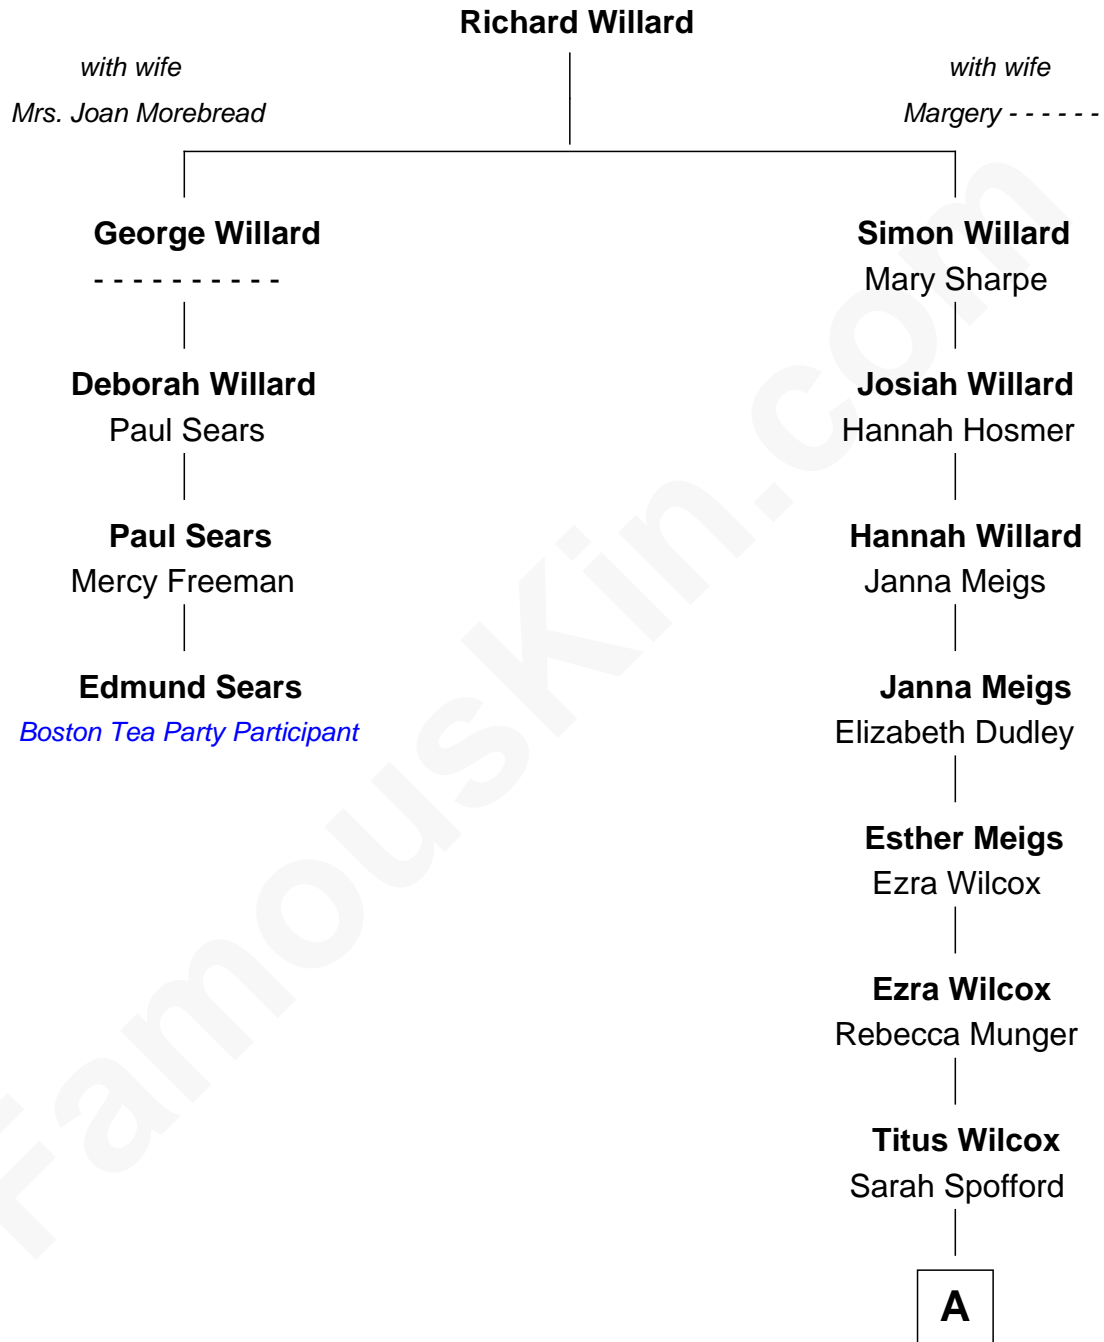 Richard Willard
with wife
Mrs. Joan Morebread
with wife
Margery - - - - - -
George Willard
- - - - - - - - - -
Deborah Willard
Paul Sears
Paul Sears
Mercy Freeman
Edmund Sears
Boston Tea Party Participant
Simon Willard
Mary Sharpe
Josiah Willard
Hannah Hosmer
Hannah Willard
Janna Meigs
Janna Meigs
Elizabeth Dudley
Esther Meigs
Ezra Wilcox
Ezra Wilcox
Rebecca Munger
Titus Wilcox
Sarah Spofford
A
FamousKin.com